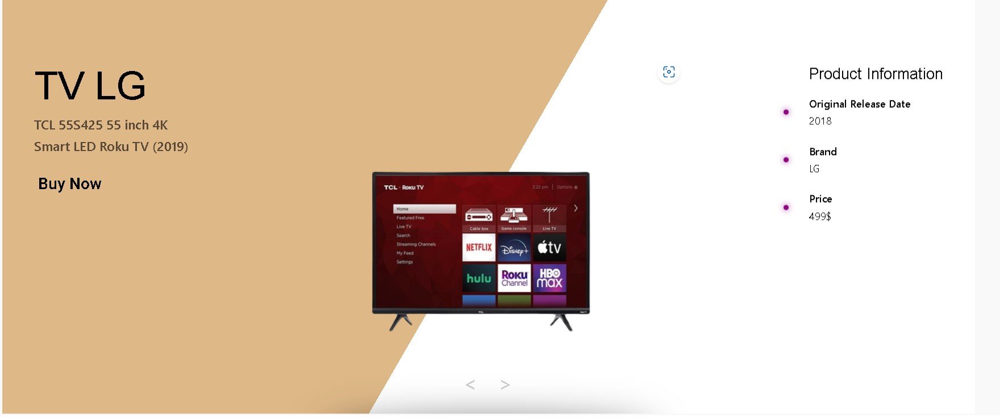 TV LG
TCL 55S425 55 inch 4K
Smart LED Roku TV (2019)
Buy Now
TCL • Roku TV
3:22 pm | Options
Home
Featured Free
Live TV
Search
Streaming Channels
My Feed
Settings
Cable box
Game console
Live TV
NETFLIX
Disney+
tv
hulu
Roku Channel
HBO max
TCL
< >
Product Information
Original Release Date
2018
Brand
LG
Price
499$